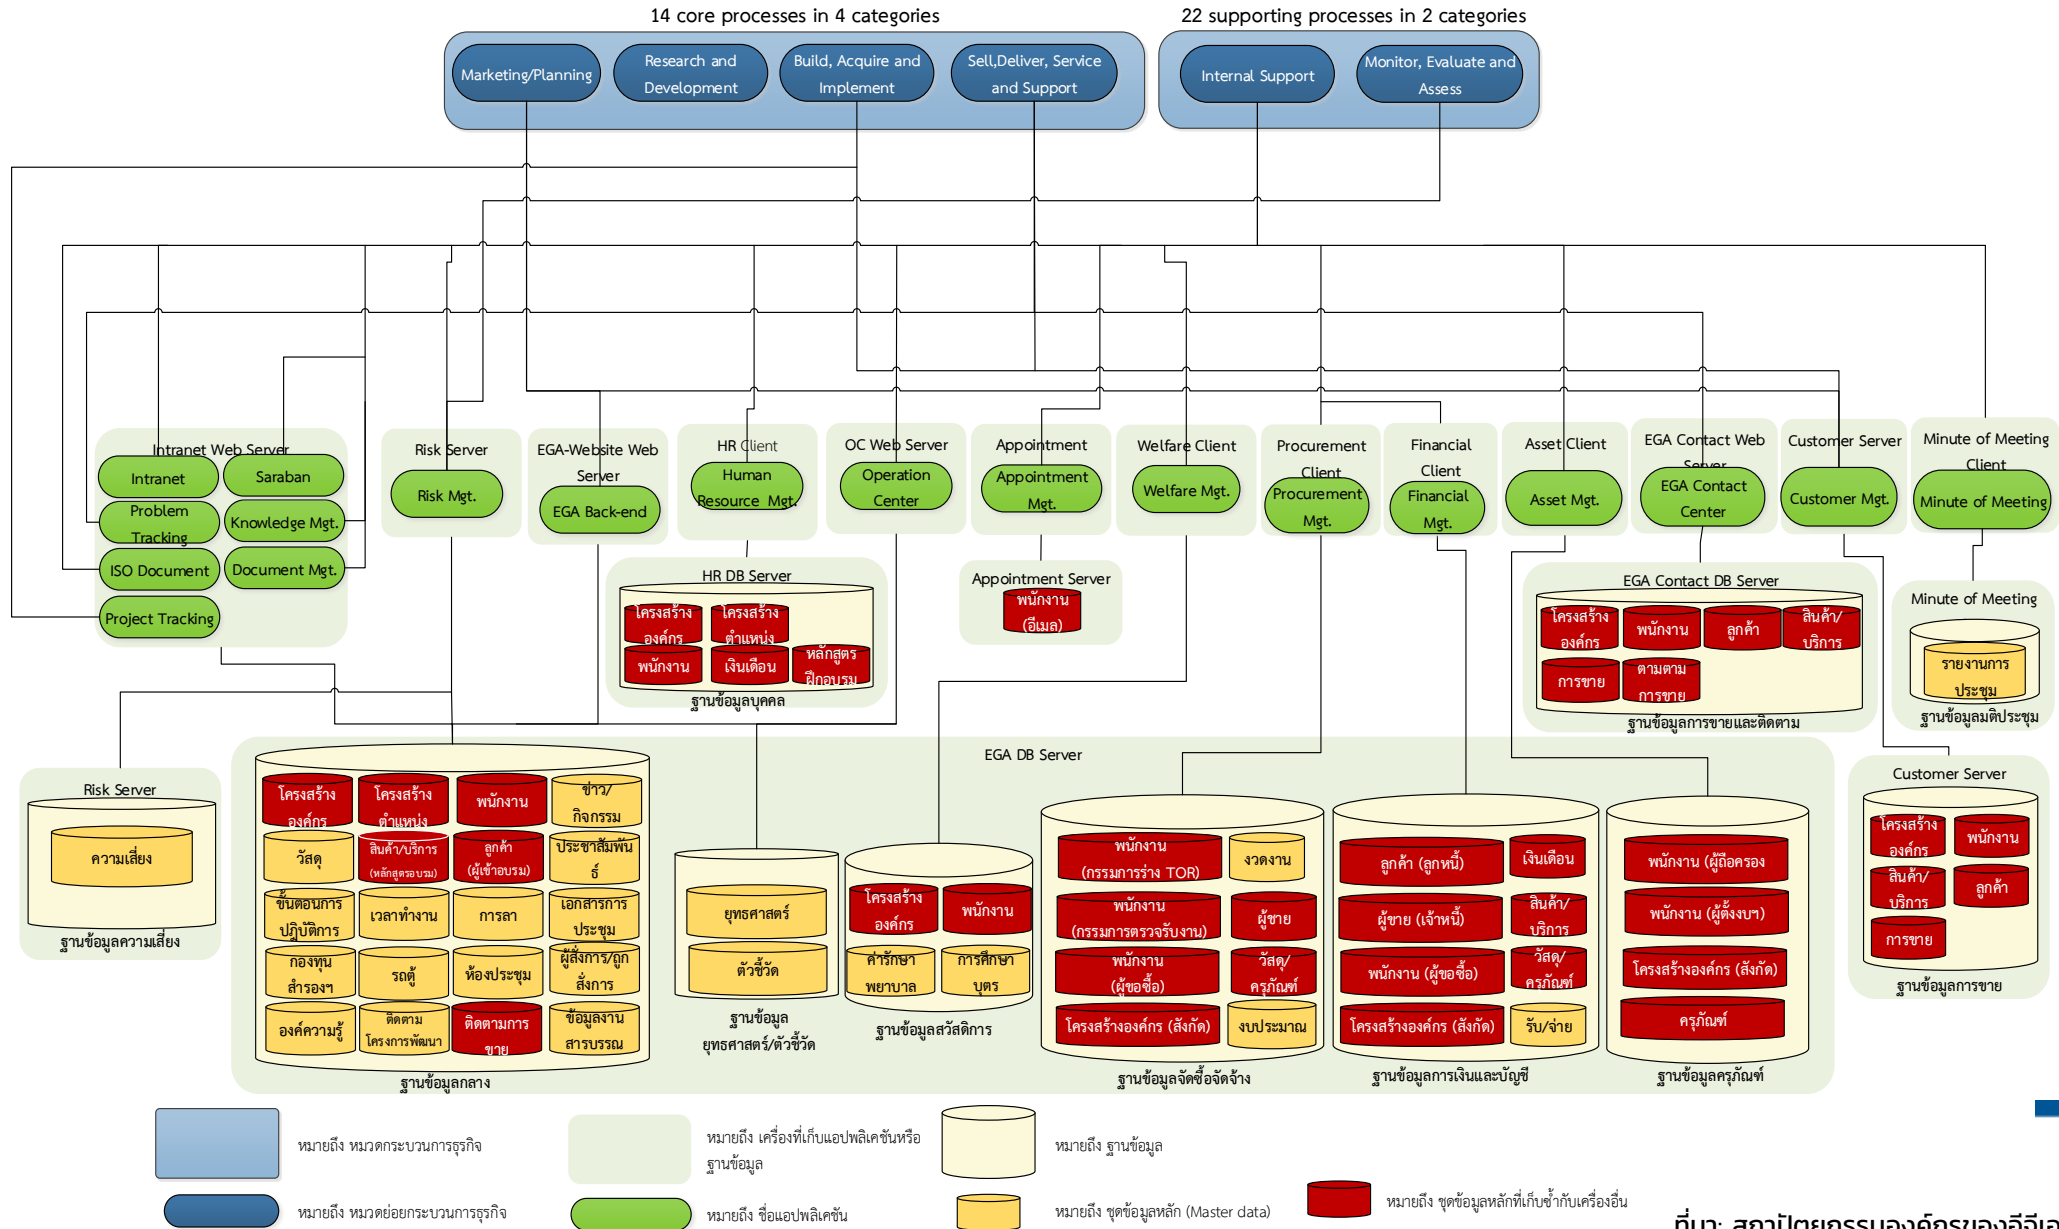 14 core processes in 4 categories
22 supporting processes in 2 categories
Marketing/Planning
Research and
Development
Build, Acquire and
Implement
Sell,Deliver, Service
and Support
Internal Support
Monitor, Evaluate and
Assess
Intranet Web Server
Intranet
Saraban
Problem
Tracking
Knowledge Mgt.
ISO Document
Document Mgt.
Project Tracking
Risk Server
Risk Mgt.
EGA-Website Web
Server
EGA Back-end
HR Client
Human
Resource Mgt.
OC Web Server
Operation
Center
Appointment
Appointment
Mgt.
Welfare Client
Welfare Mgt.
Procurement
Client
Procurement
Mgt.
Financial
Client
Financial
Mgt.
Asset Client
Asset Mgt.
EGA Contact Web
Server
EGA Contact
Center
Customer Server
Customer Mgt.
Minute of Meeting
Client
Minute of Meeting
HR DB Server
โครงสร้าง
องค์กร
โครงสร้าง
ตำแหน่ง
พนักงาน
เงินเดือน
หลักสูตร
ฝึกอบรม
ฐานข้อมูลบุคคล
Appointment Server
พนักงาน
(อีเมล)
EGA Contact DB Server
โครงสร้าง
องค์กร
พนักงาน
ลูกค้า
สินค้า/
บริการ
การขาย
ตามตาม
การขาย
ฐานข้อมูลการขายและติดตาม
Minute of Meeting
รายงานการ
ประชุม
ฐานข้อมูลมติประชุม
Risk Server
ความเสี่ยง
ฐานข้อมูลความเสี่ยง
EGA DB Server
โครงสร้าง
องค์กร
โครงสร้าง
ตำแหน่ง
พนักงาน
ข่าว/
กิจกรรม
วัสดุ
สินค้า/บริการ
(หลักสูตรอบรม)
ลูกค้า
(ผู้เข้าอบรม)
ประชาสัมพัน
ธ์
ขั้นตอนการ
ปฏิบัติการ
เวลาทำงาน
การลา
เอกสารการ
ประชุม
กองทุน
สำรองฯ
รถตู้
ห้องประชุม
ผู้สั่งการ/ถูก
สั่งการ
องค์ความรู้
ติดตาม
โครงการพัฒนา
ติดตามการ
ขาย
ข้อมูลงาน
สารบรรณ
ฐานข้อมูลกลาง
ยุทธศาสตร์
ตัวชี้วัด
ฐานข้อมูล
ยุทธศาสตร์/ตัวชี้วัด
โครงสร้าง
องค์กร
พนักงาน
ค่ารักษา
พยาบาล
การศึกษา
บุตร
ฐานข้อมูลสวัสดิการ
พนักงาน
(กรรมการร่าง TOR)
งวดงาน
พนักงาน
(กรรมการตรวจรับงาน)
ผู้ขาย
พนักงาน
(ผู้ขอซื้อ)
วัสดุ/
ครุภัณฑ์
โครงสร้างองค์กร (สังกัด)
งบประมาณ
ฐานข้อมูลจัดซื้อจัดจ้าง
ลูกค้า (ลูกหนี้)
เงินเดือน
ผู้ขาย (เจ้าหนี้)
สินค้า/
บริการ
พนักงาน (ผู้ขอซื้อ)
วัสดุ/
ครุภัณฑ์
โครงสร้างองค์กร (สังกัด)
รับ/จ่าย
ฐานข้อมูลการเงินและบัญชี
พนักงาน (ผู้ถือครอง
พนักงาน (ผู้ตั้งงบฯ)
โครงสร้างองค์กร (สังกัด)
ครุภัณฑ์
ฐานข้อมูลครุภัณฑ์
Customer Server
โครงสร้าง
องค์กร
พนักงาน
สินค้า/
บริการ
ลูกค้า
การขาย
ฐานข้อมูลการขาย
หมายถึง หมวดกระบวนการธุรกิจ
หมายถึง เครื่องที่เก็บแอปพลิเคชันหรือ
ฐานข้อมูล
หมายถึง ฐานข้อมูล
หมายถึง หมวดย่อยกระบวนการธุรกิจ
หมายถึง ชื่อแอปพลิเคชัน
หมายถึง ชุดข้อมูลหลัก (Master data)
หมายถึง ชุดข้อมูลหลักที่เก็บซ้ำกับเครื่องอื่น
ที่มา: สถาปัตยกรรมองค์กรของอีจีเอ